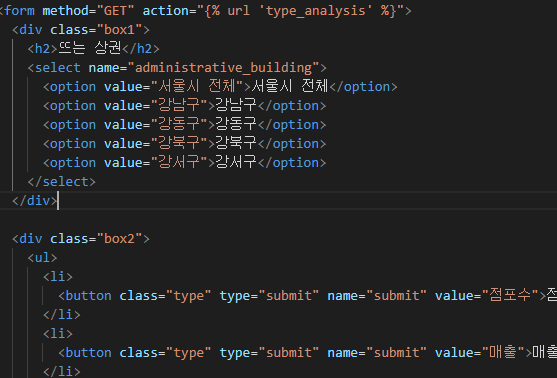 <form method="GET" action="{% url 'type_analysis' %}">
<div class="box1">
<h2>뜨는 상권</h2>
<select name="administrative_building">
<option value="서울시 전체">서울시 전체</option>
<option value="강남구">강남구</option>
<option value="강동구">강동구</option>
<option value="강북구">강북구</option>
<option value="강서구">강서구</option>
</select>
</div>
<div class="box2">
<ul>
<li>
<button class="type" type="submit" name="submit" value="점포수">점
</li>
<li>
<button class="type" type="submit" name="submit" value="매출">매출
</li>